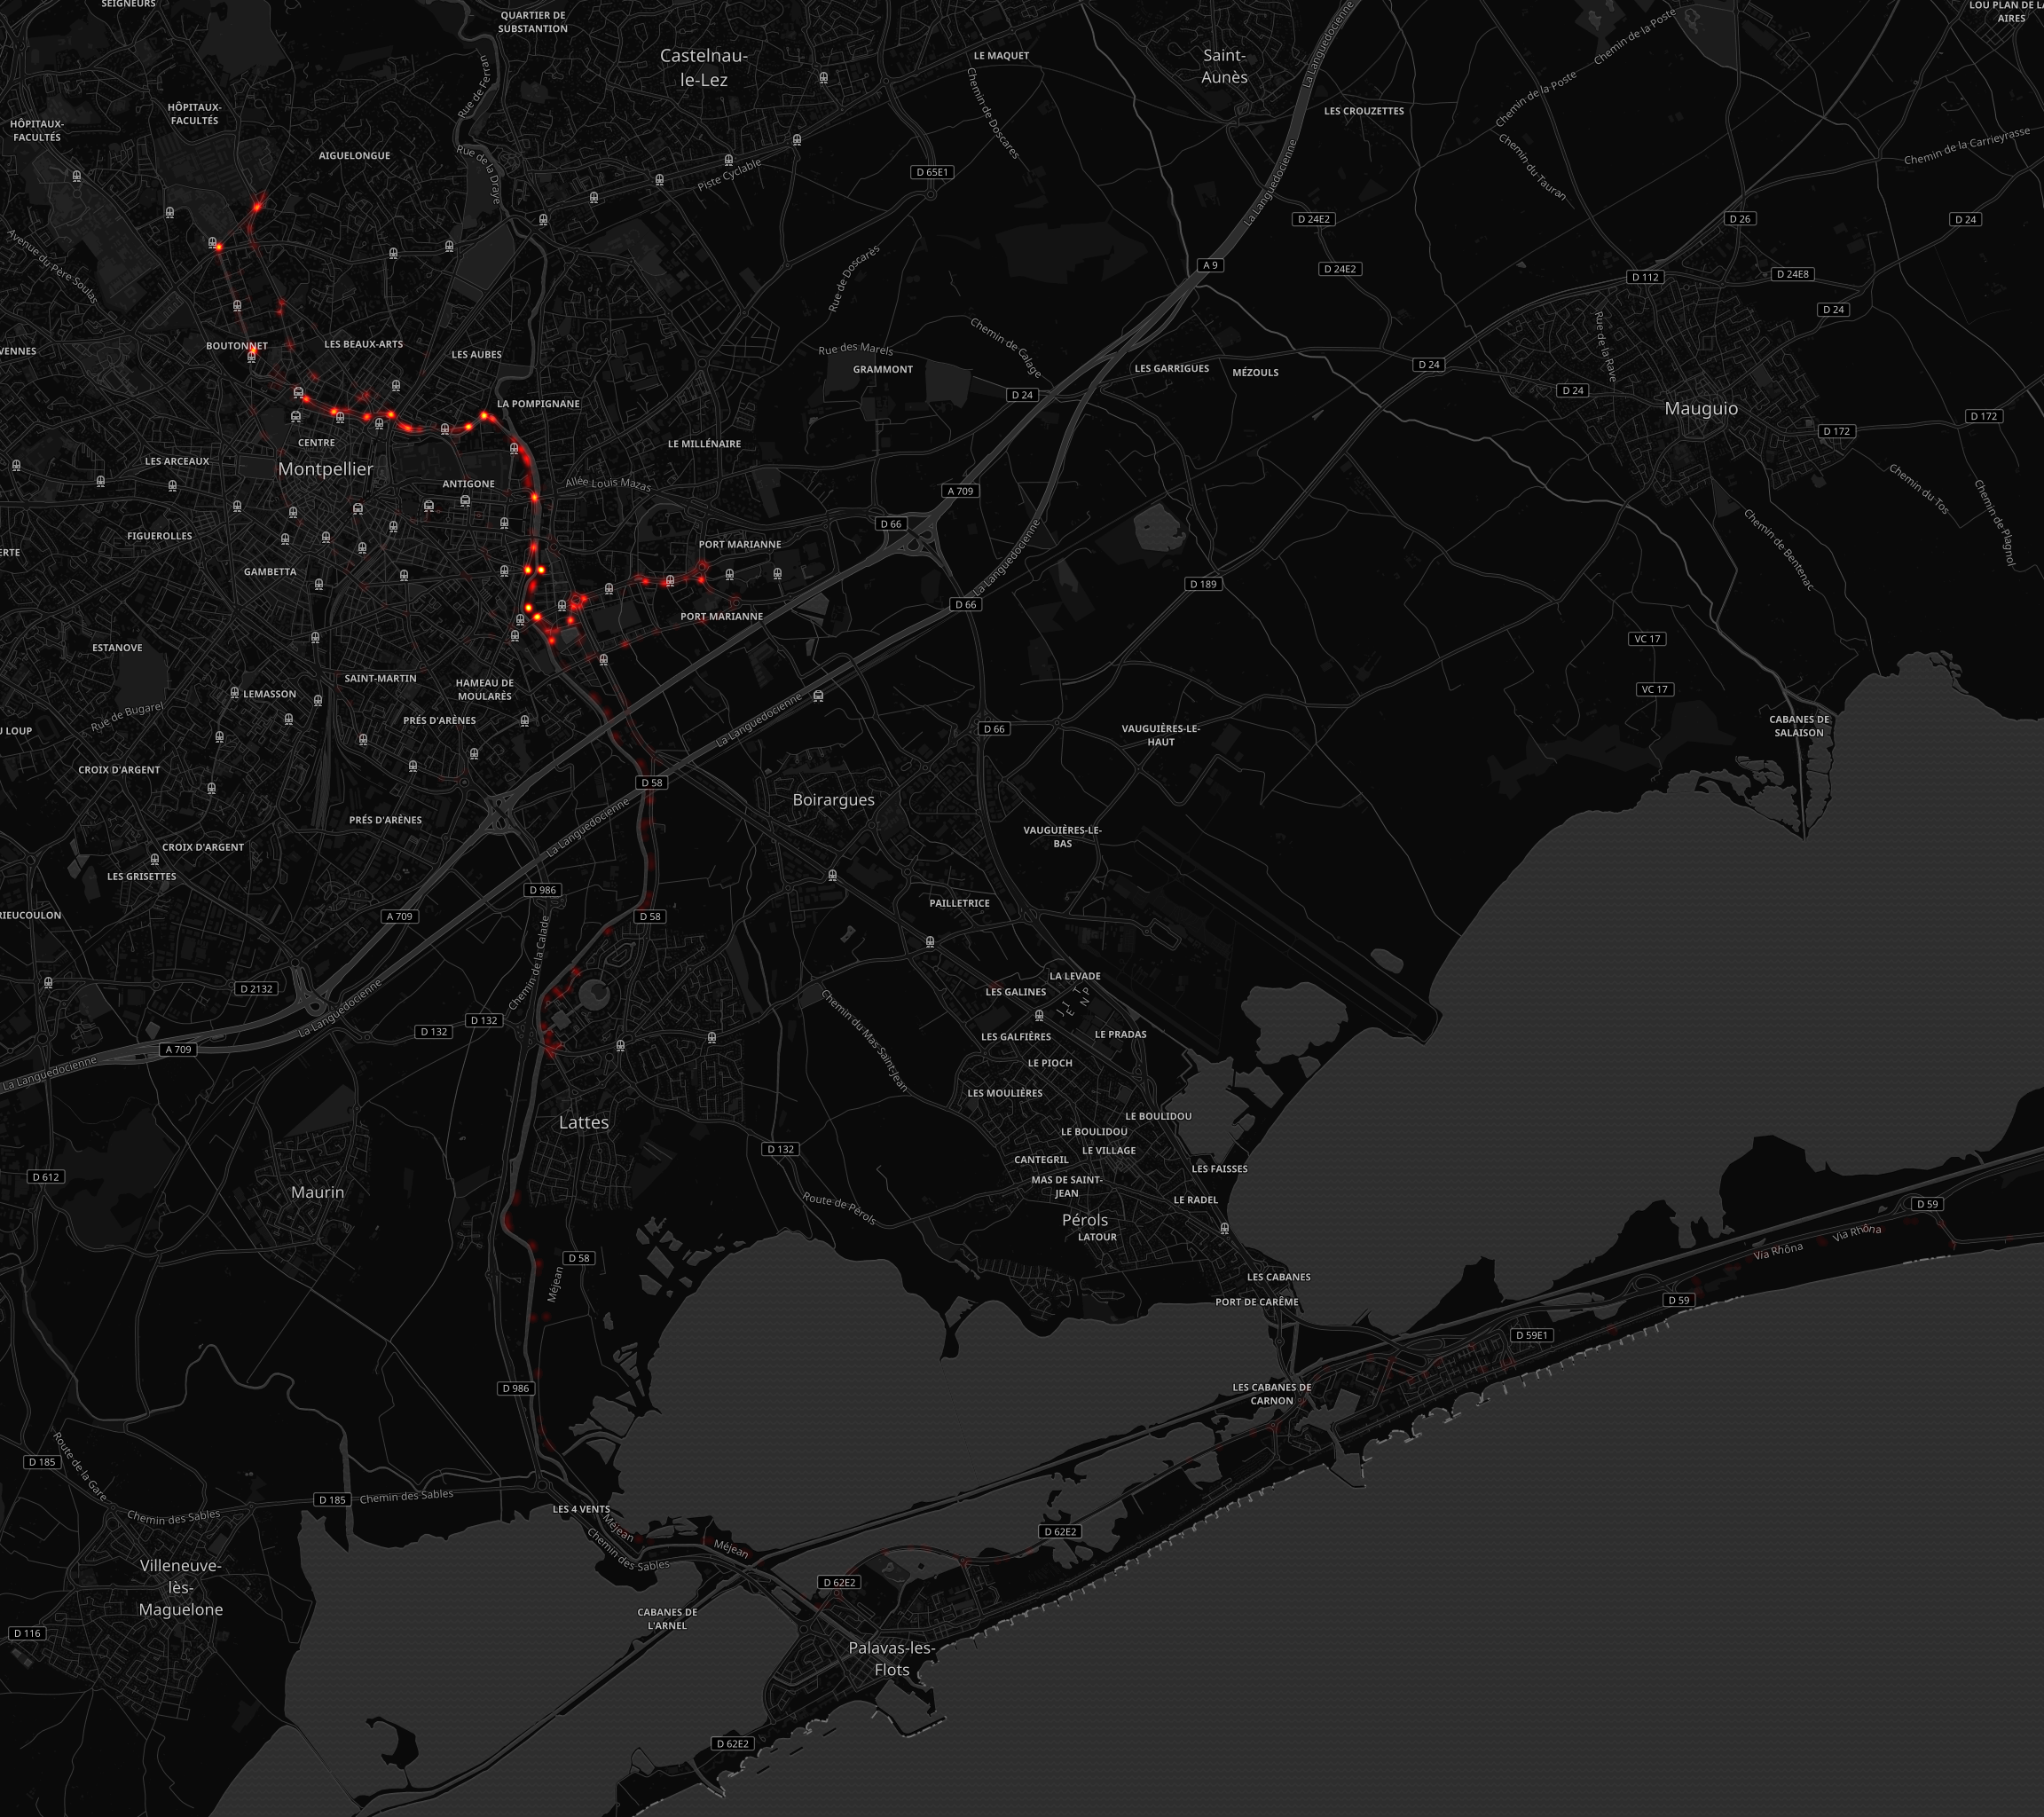 SEIGNEURS
QUARTIER DE
SUBSTANTION
Castelnau-
le-Lez
LE MAQUET
Saint-
Aunès
La Languedocienne
Chemin de la Poste
LOU PLAN DE LA
AIRES
Rue de Ferran
HÔPITAUX-
FACULTÉS
HÔPITAUX-
FACULTÉS
AIGUELONGUE
Rue de la Draye
Piste Cyclable
D 65E1
Chemin de Doscares
LES CROUZETTES
Chemin de la Poste
Chemin du Tauran
Chemin de la Carrieyrasse
La Languedocienne
D 24E2
D 26
D 24
Avenue du Père Soulas
Rue de Doscarès
A 9
D 24E2
D 112
D 24E8
D 24
VENNES
BOUTONNET
LES BEAUX-ARTS
LES AUBES
Rue des Marels
GRAMMONT
Chemin de Calage
LES GARRIGUES
MÉZOULS
D 24
Rue de la Rave
D 24
D 24
LA POMPIGNANE
Mauguio
D 172
D 172
CENTRE
LE MILLÉNAIRE
LES ARCEAUX
Montpellier
ANTIGONE
Allée Louis Mazas
A 709
Chemin du Tos
Chemin de Plagnol
D 66
La Languedocienne
Chemin de Bentenac
FIGUEROLLES
PORT MARIANNE
ERTE
GAMBETTA
D 189
D 66
PORT MARIANNE
ESTANOVE
VC 17
SAINT-MARTIN
HAMEAU DE
MOULARÈS
LEMASSON
VC 17
Rue de Bugarel
PRÉS D'ARÈNES
La Languedocienne
D 66
VAUGUIÈRES-LE-
HAUT
CABANES DE
SALAISON
U LOUP
CROIX D'ARGENT
D 58
Boirargues
PRÉS D'ARÈNES
La Languedocienne
VAUGUIÈRES-LE-
BAS
CROIX D'ARGENT
LES GRISETTES
D 986
PAILLETRICE
RIEUCOULON
A 709
D 58
Chemin de la Calade
LA LEVADE
D 2132
LES GALINES
La Languedocienne
D 132
D 132
Chemin du Mas Saint-Jean
LES GALFIÈRES
LE PRADAS
A 709
LE PIOCH
La Languedocienne
LES MOULIÈRES
Lattes
LE BOULIDOU
LE BOULIDOU
D 132
LE VILLAGE
CANTEGRIL
LES FAISSES
D 612
MAS DE SAINT-
JEAN
Maurin
Route de Pérols
LE RADEL
D 59
Pérols
LATOUR
Via Rhôna
Via Rhôna
D 58
Méjean
LES CABANES
PORT DE CARÊME
D 59
D 59E1
D 986
LES CABANES DE
CARNON
Route de la Gare
D 185
D 185
Chemin des Sables
Chemin des Sables
LES 4 VENTS
Méjean
Chemin des Sables
Méjean
D 62E2
Villeneuve-
lès-
Maguelone
D 62E2
CABANES DE
L'ARNEL
D 116
Palavas-les-
Flots
D 62E2